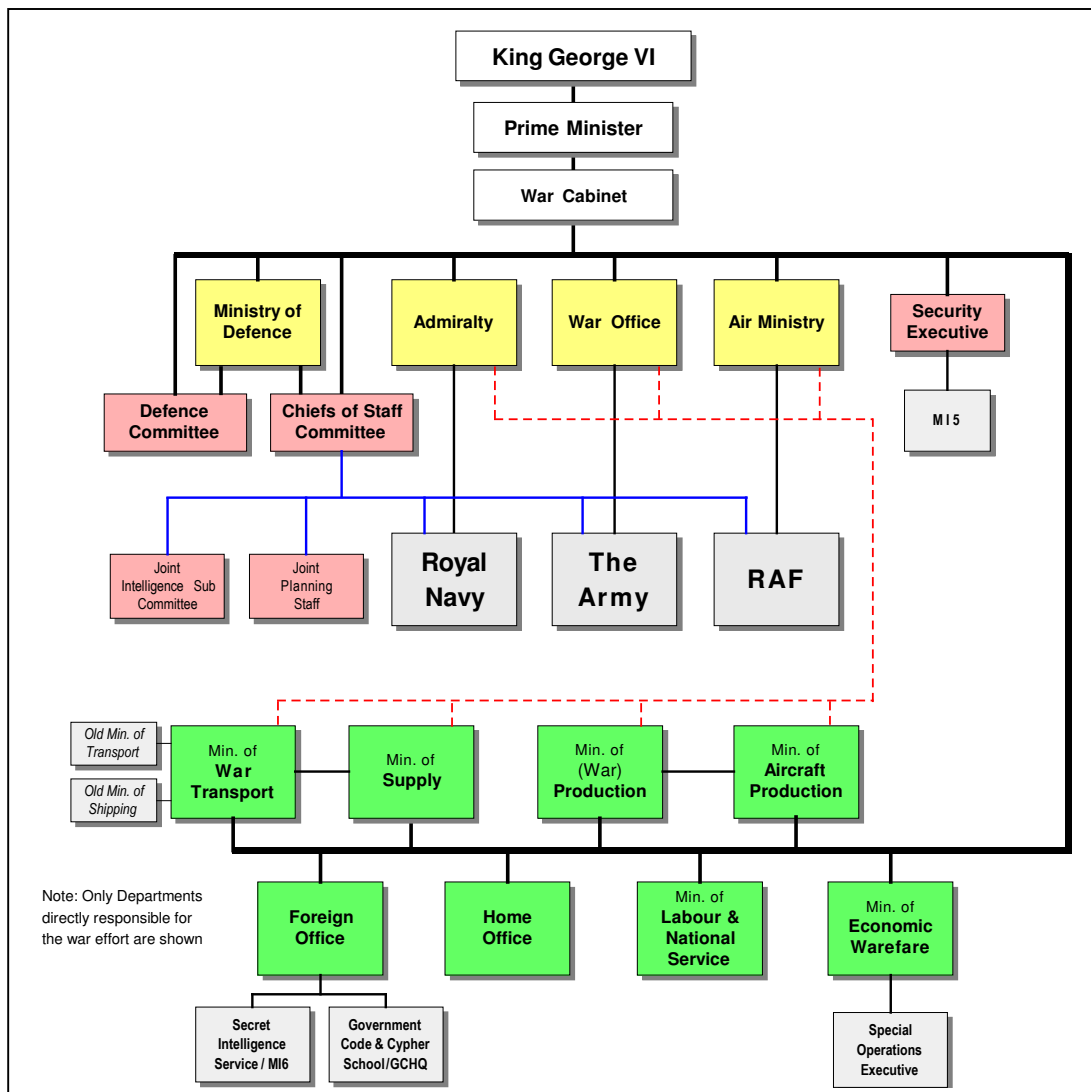 King George VI
Prime Minister
War Cabinet
Ministry of
Defence
Admiralty
War Office
Air Ministry
Security
Executive
Defence
Committee
Chiefs of Staff
Committee
MI5
Joint
Intelligence Sub
Committee
Joint
Planning
Staff
Royal
Navy
The
Army
RAF
Old Min. of
Transport
Old Min. of
Shipping
Min. of
War
Transport
Min. of
Supply
Min. of
(War)
Production
Min. of
Aircraft
Production
Note: Only Departments
directly responsible for
the war effort are shown
Foreign
Office
Home
Office
Min. of
Labour &
National
Service
Min. of
Economic
Warefare
Secret
Intelligence
Service / MI6
Government
Code & Cypher
School/GCHQ
Special
Operations
Executive